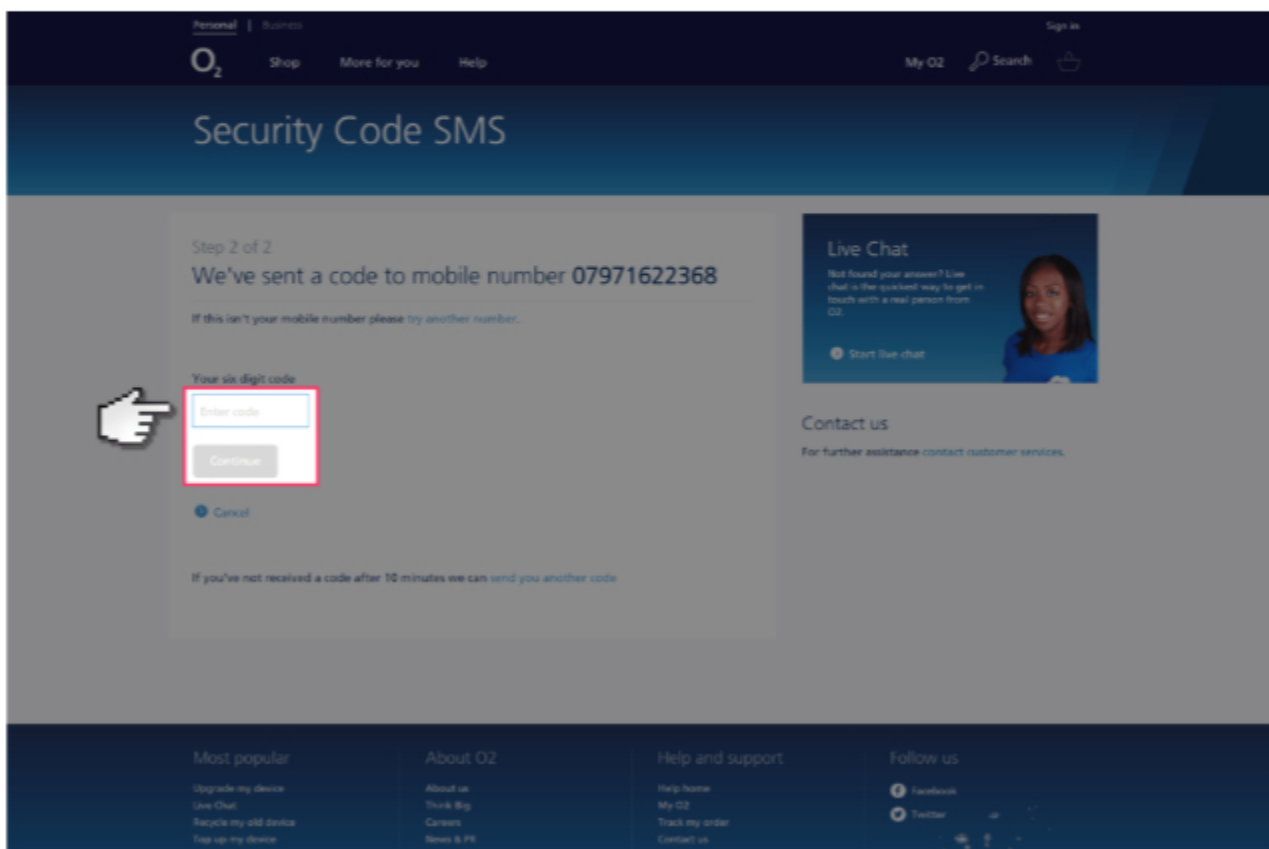 Personal | Business
Sign in
O2
Shop
More for you
Help
My O2
Search
Security Code SMS
Step 2 of 2
We've sent a code to mobile number 07971622368
If this isn't your mobile number please try another number.
Your six digit code
Enter code
Continue
Cancel
If you've not received a code after 10 minutes we can send you another code
Live Chat
Not found your answer? Live
chat is the quickest way to get in
touch with a real person from
O2.
Start live chat
Contact us
For further assistance contact customer services.
Most popular
Upgrade my device
Live Chat
Recycle my old device
Top up my device
About O2
About us
Think Big
Careers
News & PR
Help and support
Help home
My O2
Track my order
Contact us
Follow us
Facebook
Twitter